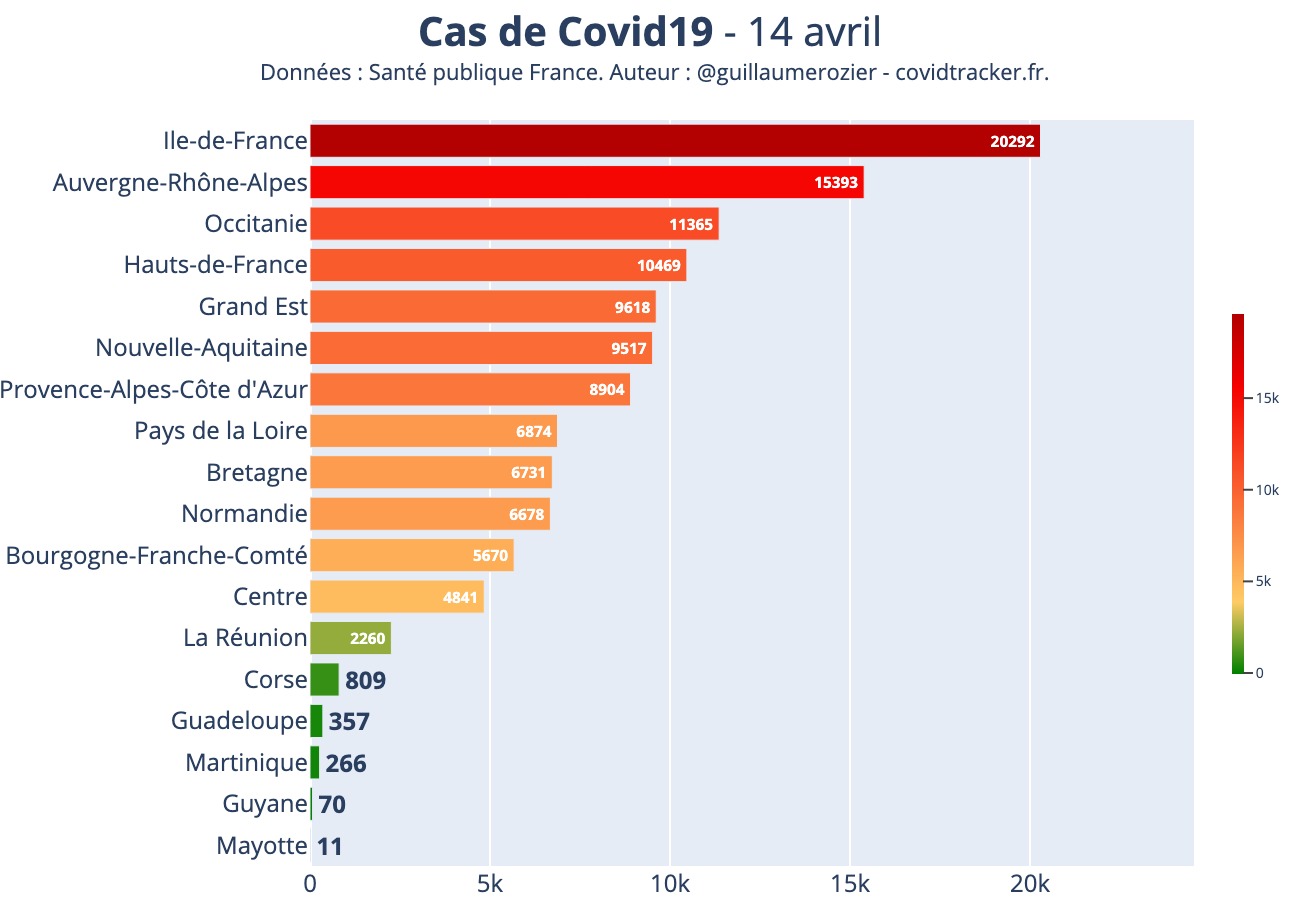 Cas de Covid19 - 14 avril
Données : Santé publique France. Auteur : @guillaumerozier - covidtracker.fr.
Ile-de-France 20292
Auvergne-Rhône-Alpes 15393
Occitanie 11365
Hauts-de-France 10469
Grand Est 9618
Nouvelle-Aquitaine 9517
Provence-Alpes-Côte d'Azur 8904
Pays de la Loire 6874
Bretagne 6731
Normandie 6678
Bourgogne-Franche-Comté 5670
Centre 4841
La Réunion 2260
Corse 809
Guadeloupe 357
Martinique 266
Guyane 70
Mayotte 11
0 5k 10k 15k 20k
15k
10k
5k
0